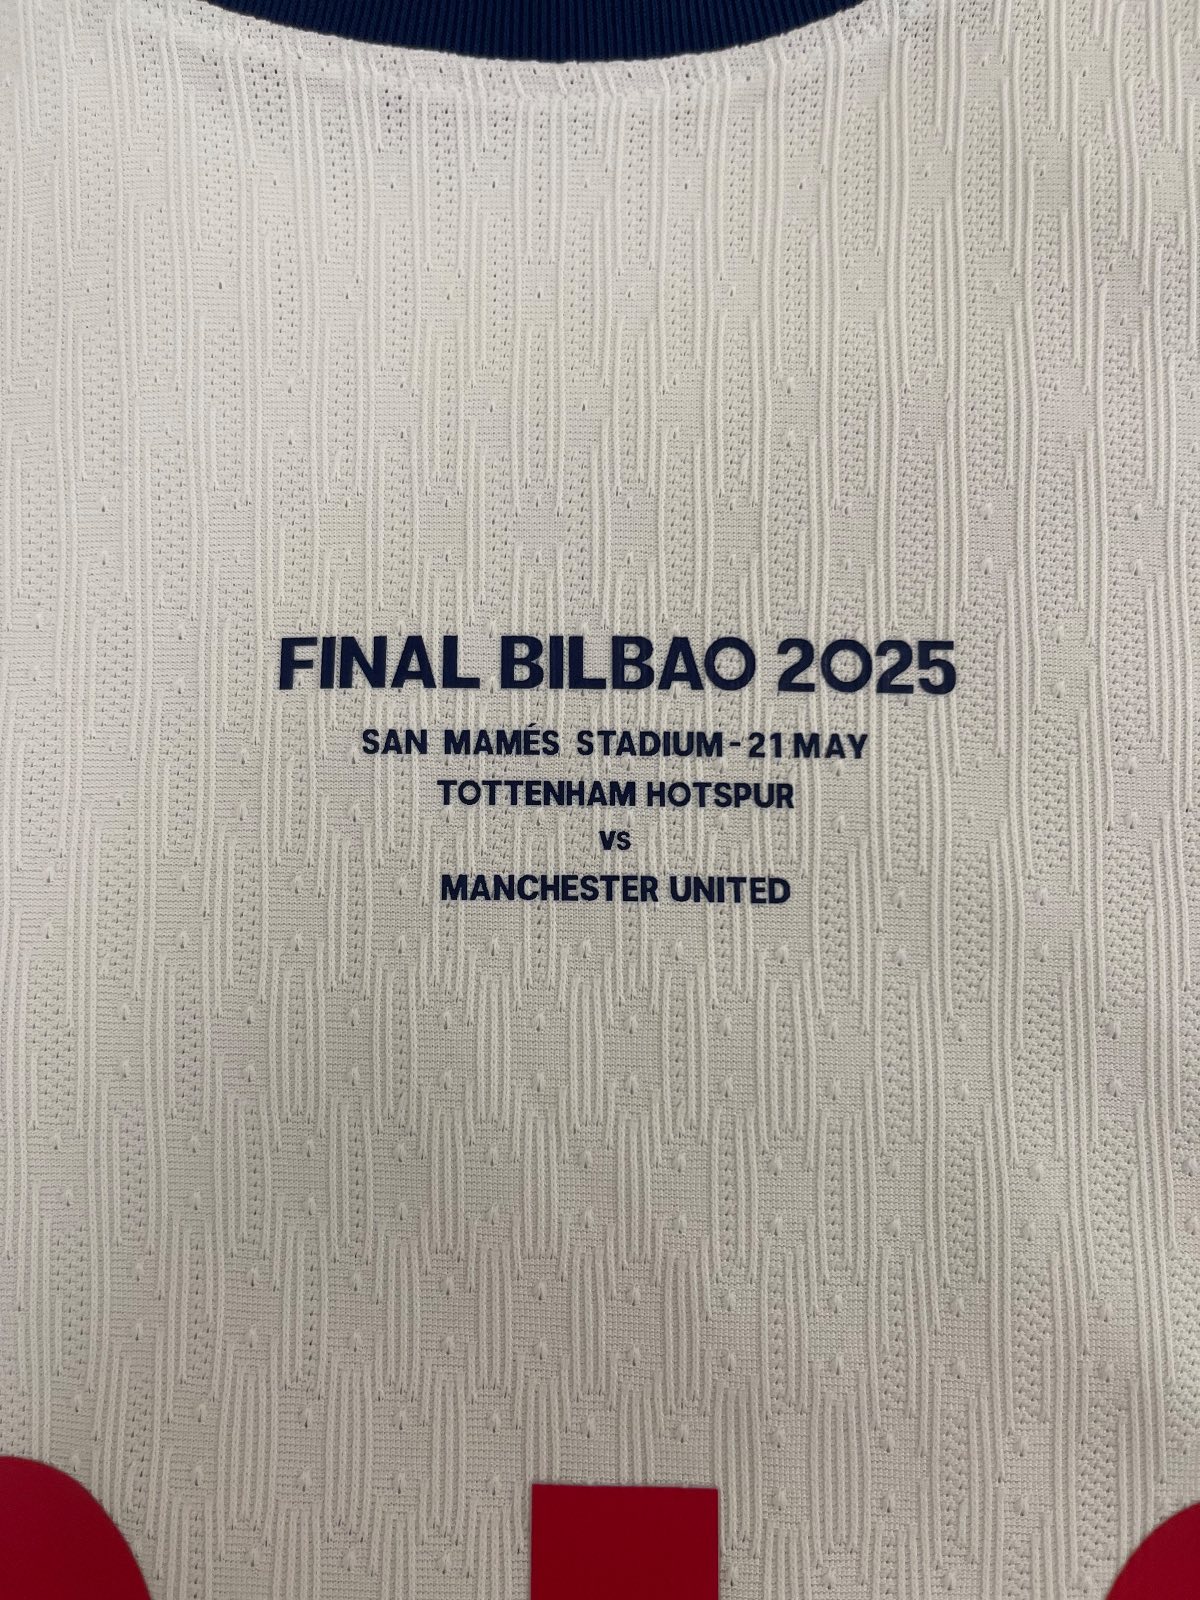 FINAL BILBAO 2025
SAN MAMÉS STADIUM - 21 MAY
TOTTENHAM HOTSPUR
VS
MANCHESTER UNITED